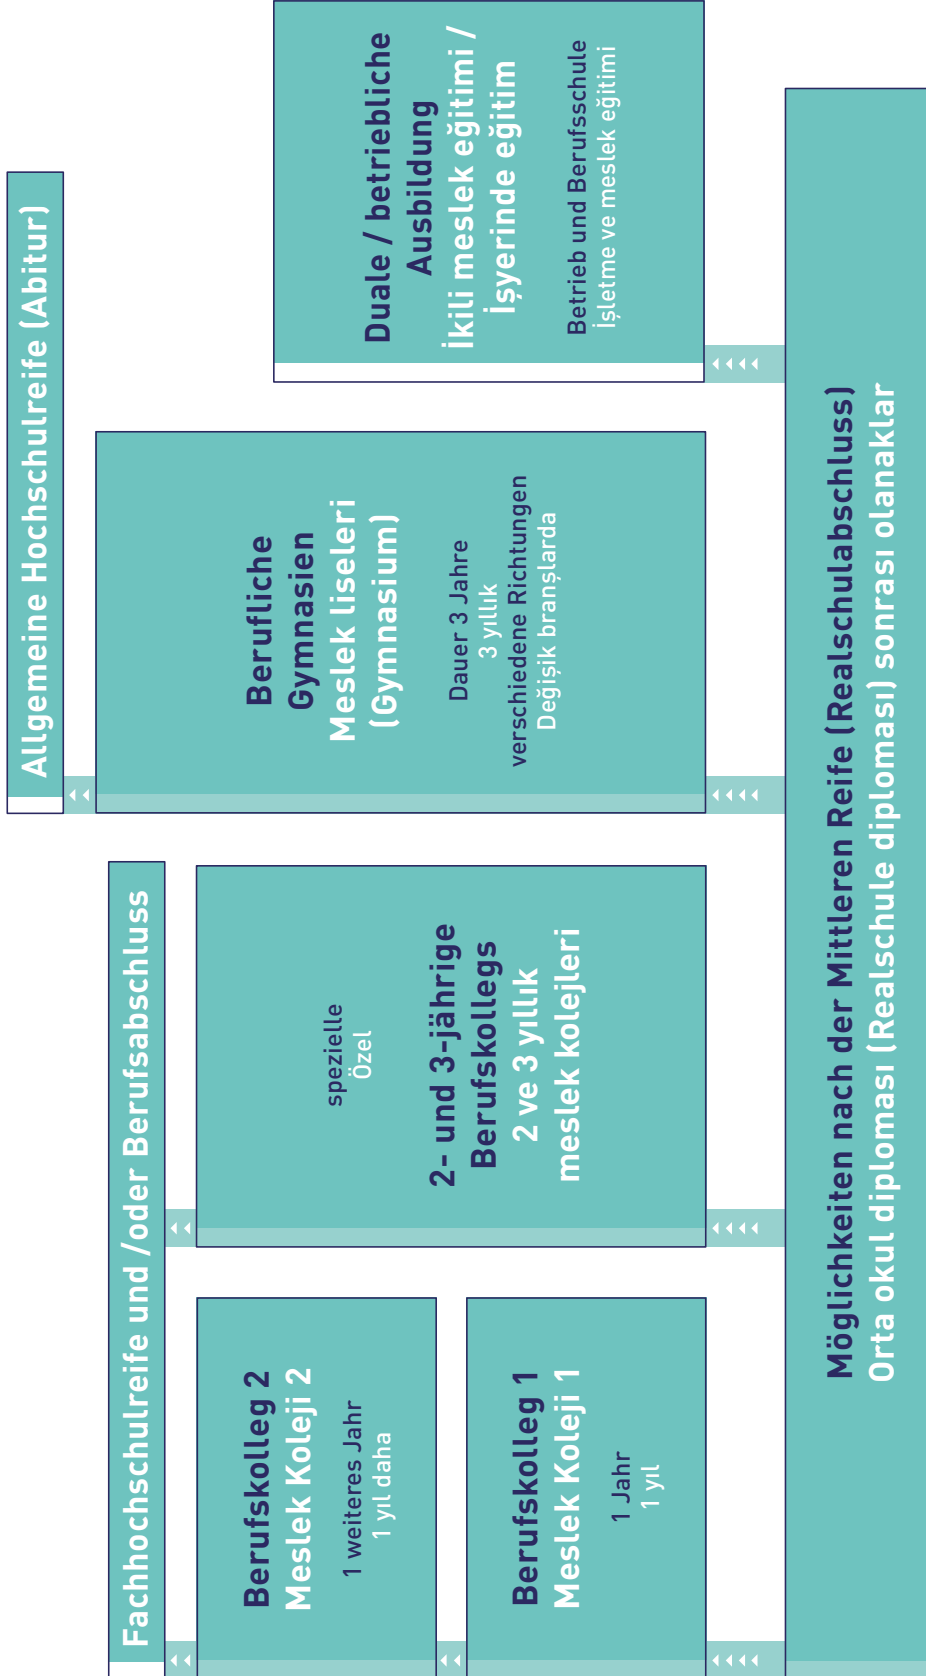 Allgemeine Hochschulreife (Abitur)
Fachhochschulreife und /oder Berufsabschluss
Berufskolleg 2
Meslek Koleji 2
1 weiteres Jahr
1 yıl daha
Berufskolleg 1
Meslek Koleji 1
1 Jahr
1 yıl
spezielle
Özel
2- und 3-jährige
Berufskollegs
2 ve 3 yıllık
meslek kolejleri
Berufliche
Gymnasien
Meslek liseleri
(Gymnasium)
Dauer 3 Jahre
3 yıllık
verschiedene Richtungen
Değişik branşlarda
Duale / betriebliche
Ausbildung
İkili meslek eğitimi /
İşyerinde eğitim
Betrieb und Berufsschule
İşletme ve meslek eğitimi
Möglichkeiten nach der Mittleren Reife (Realschulabschluss)
Orta okul diploması (Realschule diploması) sonrası olanaklar